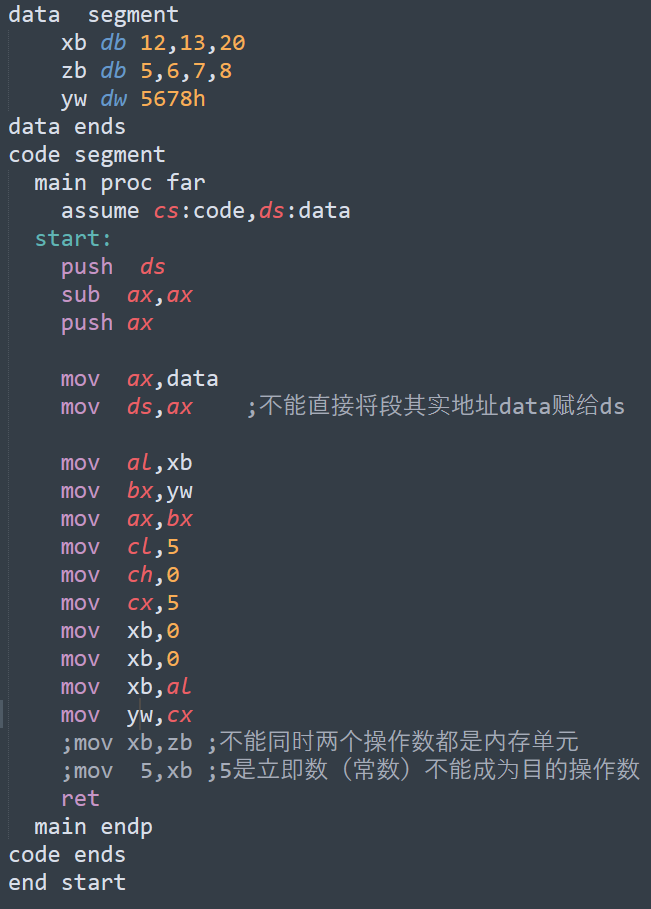 data  segment
    xb db 12,13,20
    zb db 5,6,7,8
    yw dw 5678h
data ends
code segment
  main proc far
    assume cs:code,ds:data
  start:
    push  ds
    sub  ax,ax
    push ax

    mov  ax,data
    mov  ds,ax    ;不能直接将段其实地址data赋给ds

    mov  al,xb
    mov  bx,yw
    mov  ax,bx
    mov  cl,5
    mov  ch,0
    mov  cx,5
    mov  xb,0
    mov  xb,0
    mov  xb,al
    mov  yw,cx
    ;mov xb,zb ;不能同时两个操作数都是内存单元
    ;mov  5,xb ;5是立即数（常数）不能成为目的操作数
    ret
  main endp
code ends
end start